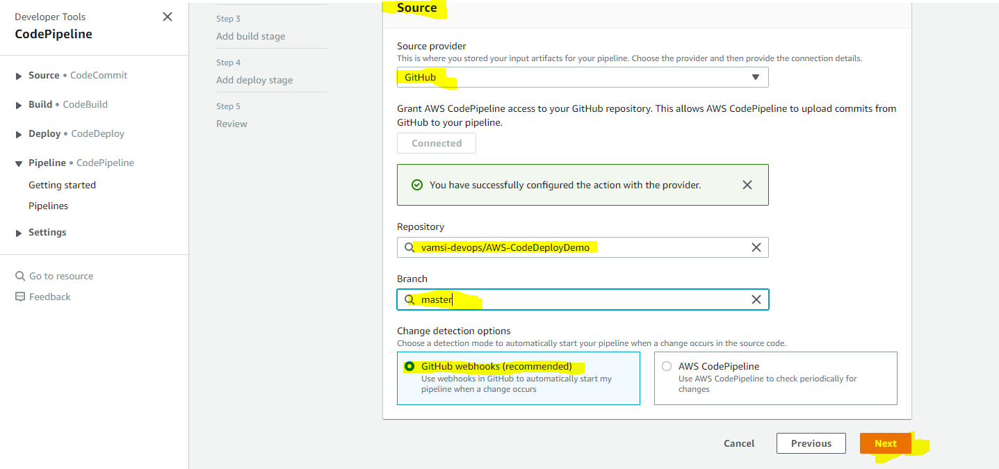 Developer Tools
CodePipeline
Source • CodeCommit
Build • CodeBuild
Deploy • CodeDeploy
Pipeline • CodePipeline
Getting started
Pipelines
Settings
Go to resource
Feedback
Step 3
Add build stage
Step 4
Add deploy stage
Step 5
Review
Source
Source provider
This is where you stored your input artifacts for your pipeline. Choose the provider and then provide the connection details.
GitHub
Grant AWS CodePipeline access to your GitHub repository. This allows AWS CodePipeline to upload commits from
GitHub to your pipeline.
Connected
You have successfully configured the action with the provider.
Repository
vamsi-devops/AWS-CodeDeployDemo
Branch
master
Change detection options
Choose a detection mode to automatically start your pipeline when a change occurs in the source code.
GitHub webhooks (recommended)
Use webhooks in GitHub to automatically start my
pipeline when a change occurs
AWS CodePipeline
Use AWS CodePipeline to check periodically for
changes
Cancel
Previous
Next